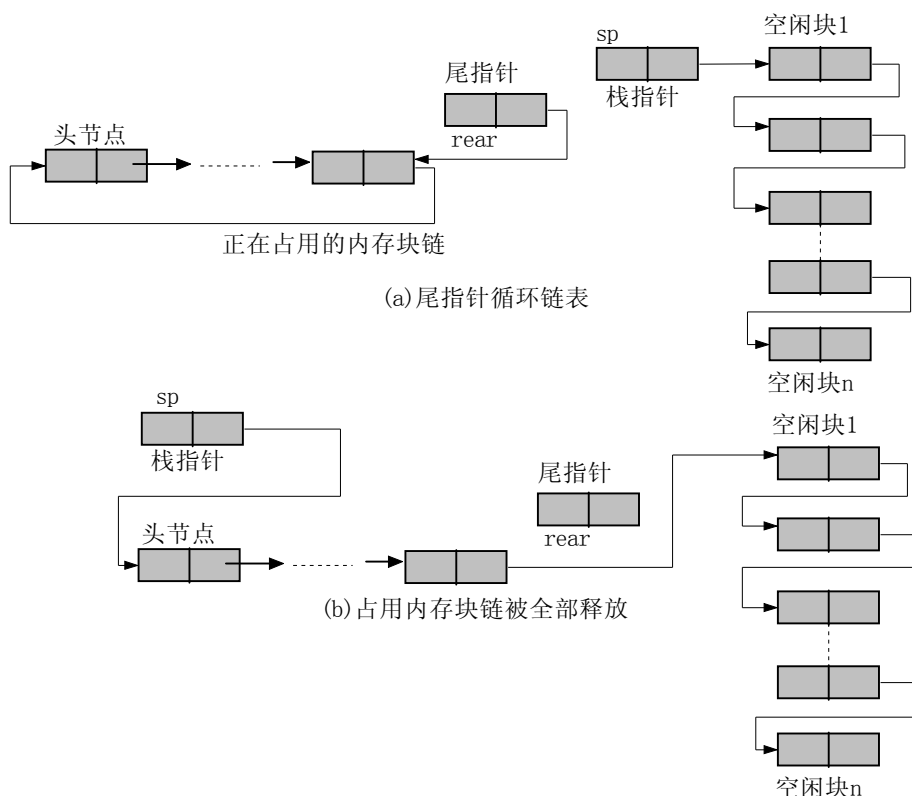 空闲块1
sp
栈指针
尾指针
rear
头节点
正在占用的内存块链
(a)尾指针循环链表
空闲块n
sp
栈指针
空闲块1
尾指针
rear
头节点
(b)占用内存块链被全部释放
空闲块n